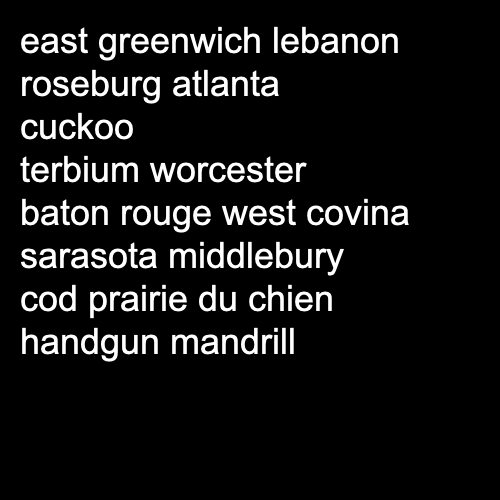 east greenwich lebanon
roseburg atlanta
cuckoo
terbium worcester
baton rouge west covina
sarasota middlebury
cod prairie du chien
handgun mandrill